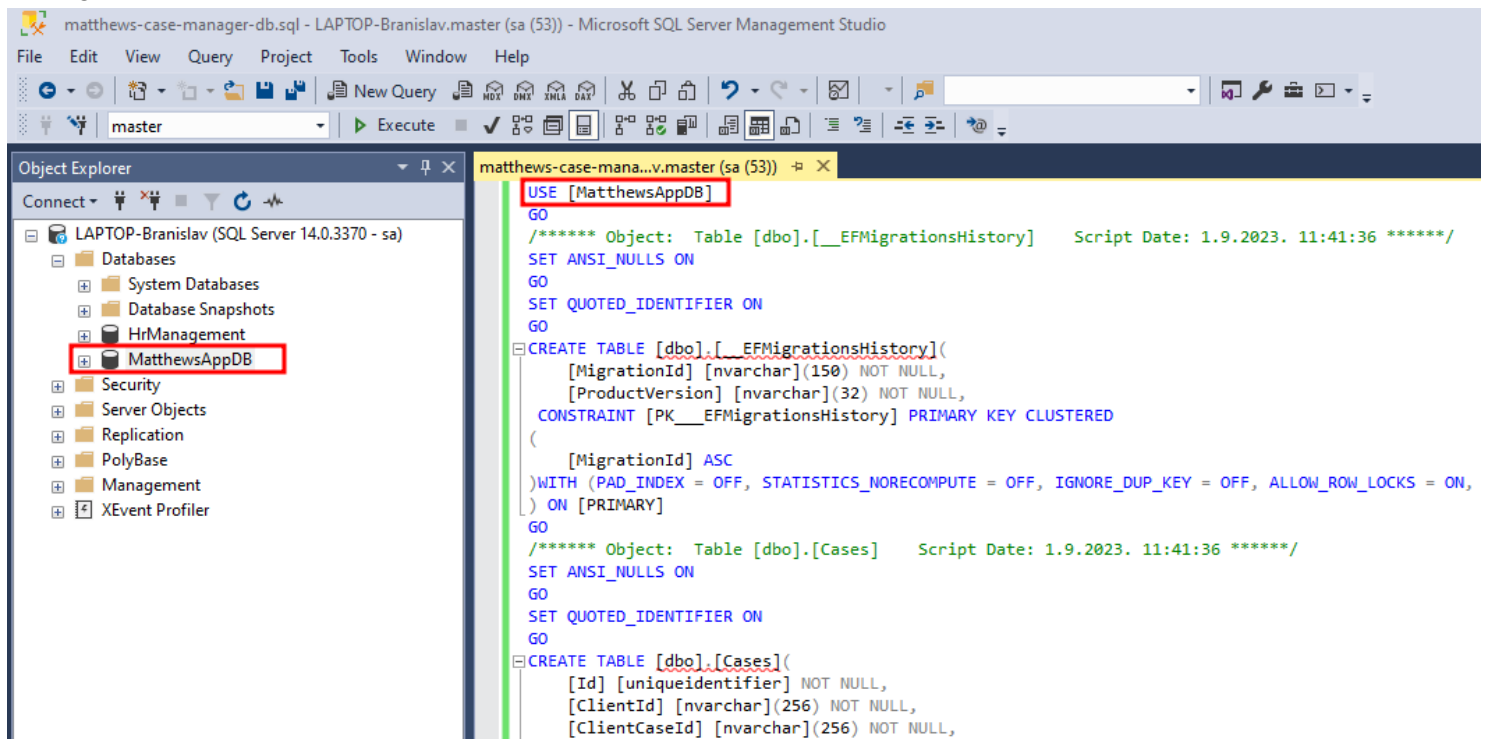 matthews-case-manager-db.sql - LAPTOP-Branislav.master (sa (53)) - Microsoft SQL Server Management Studio
File Edit View Query Project Tools Window Help
New Query MDX DMX XMLA DAX
master Execute
Object Explorer
Connect
LAPTOP-Branislav (SQL Server 14.0.3370 - sa)
Databases
System Databases
Database Snapshots
HrManagement
MatthewsAppDB
Security
Server Objects
Replication
PolyBase
Management
XEvent Profiler
matthews-case-mana...v.master (sa (53))
USE [MatthewsAppDB]
GO
/****** Object:  Table [dbo].[__EFMigrationsHistory]    Script Date: 1.9.2023. 11:41:36 ******/
SET ANSI_NULLS ON
GO
SET QUOTED_IDENTIFIER ON
GO
CREATE TABLE [dbo].[__EFMigrationsHistory](
[MigrationId] [nvarchar](150) NOT NULL,
[ProductVersion] [nvarchar](32) NOT NULL,
CONSTRAINT [PK___EFMigrationsHistory] PRIMARY KEY CLUSTERED
(
[MigrationId] ASC
)WITH (PAD_INDEX = OFF, STATISTICS_NORECOMPUTE = OFF, IGNORE_DUP_KEY = OFF, ALLOW_ROW_LOCKS = ON,
) ON [PRIMARY]
GO
/****** Object:  Table [dbo].[Cases]    Script Date: 1.9.2023. 11:41:36 ******/
SET ANSI_NULLS ON
GO
SET QUOTED_IDENTIFIER ON
GO
CREATE TABLE [dbo].[Cases](
[Id] [uniqueidentifier] NOT NULL,
[ClientId] [nvarchar](256) NOT NULL,
[ClientCaseId] [nvarchar](256) NOT NULL,